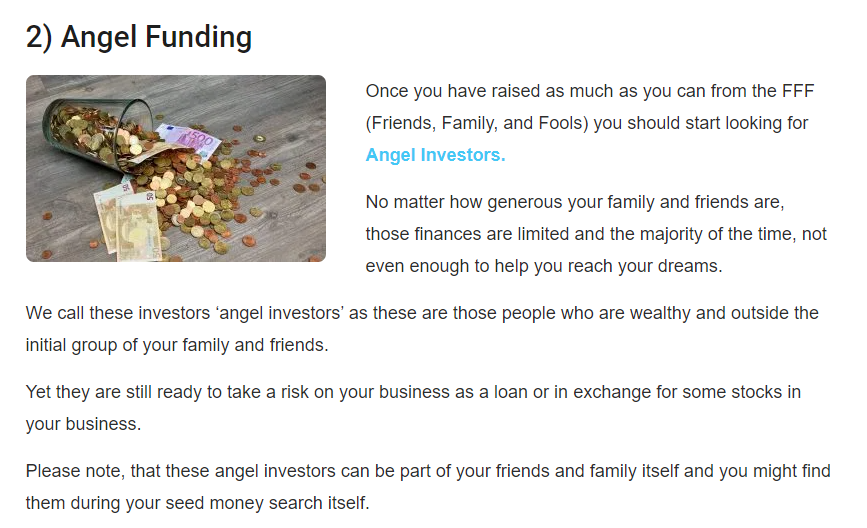 2) Angel Funding
Once you have raised as much as you can from the FFF
(Friends, Family, and Fools) you should start looking for
Angel Investors.
No matter how generous your family and friends are,
those finances are limited and the majority of the time, not
even enough to help you reach your dreams.
500
50
50
We call these investors ‘angel investors’ as these are those people who are wealthy and outside the
initial group of your family and friends.
Yet they are still ready to take a risk on your business as a loan or in exchange for some stocks in
your business.
Please note, that these angel investors can be part of your friends and family itself and you might find
them during your seed money search itself.